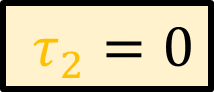 τ₂ = 0